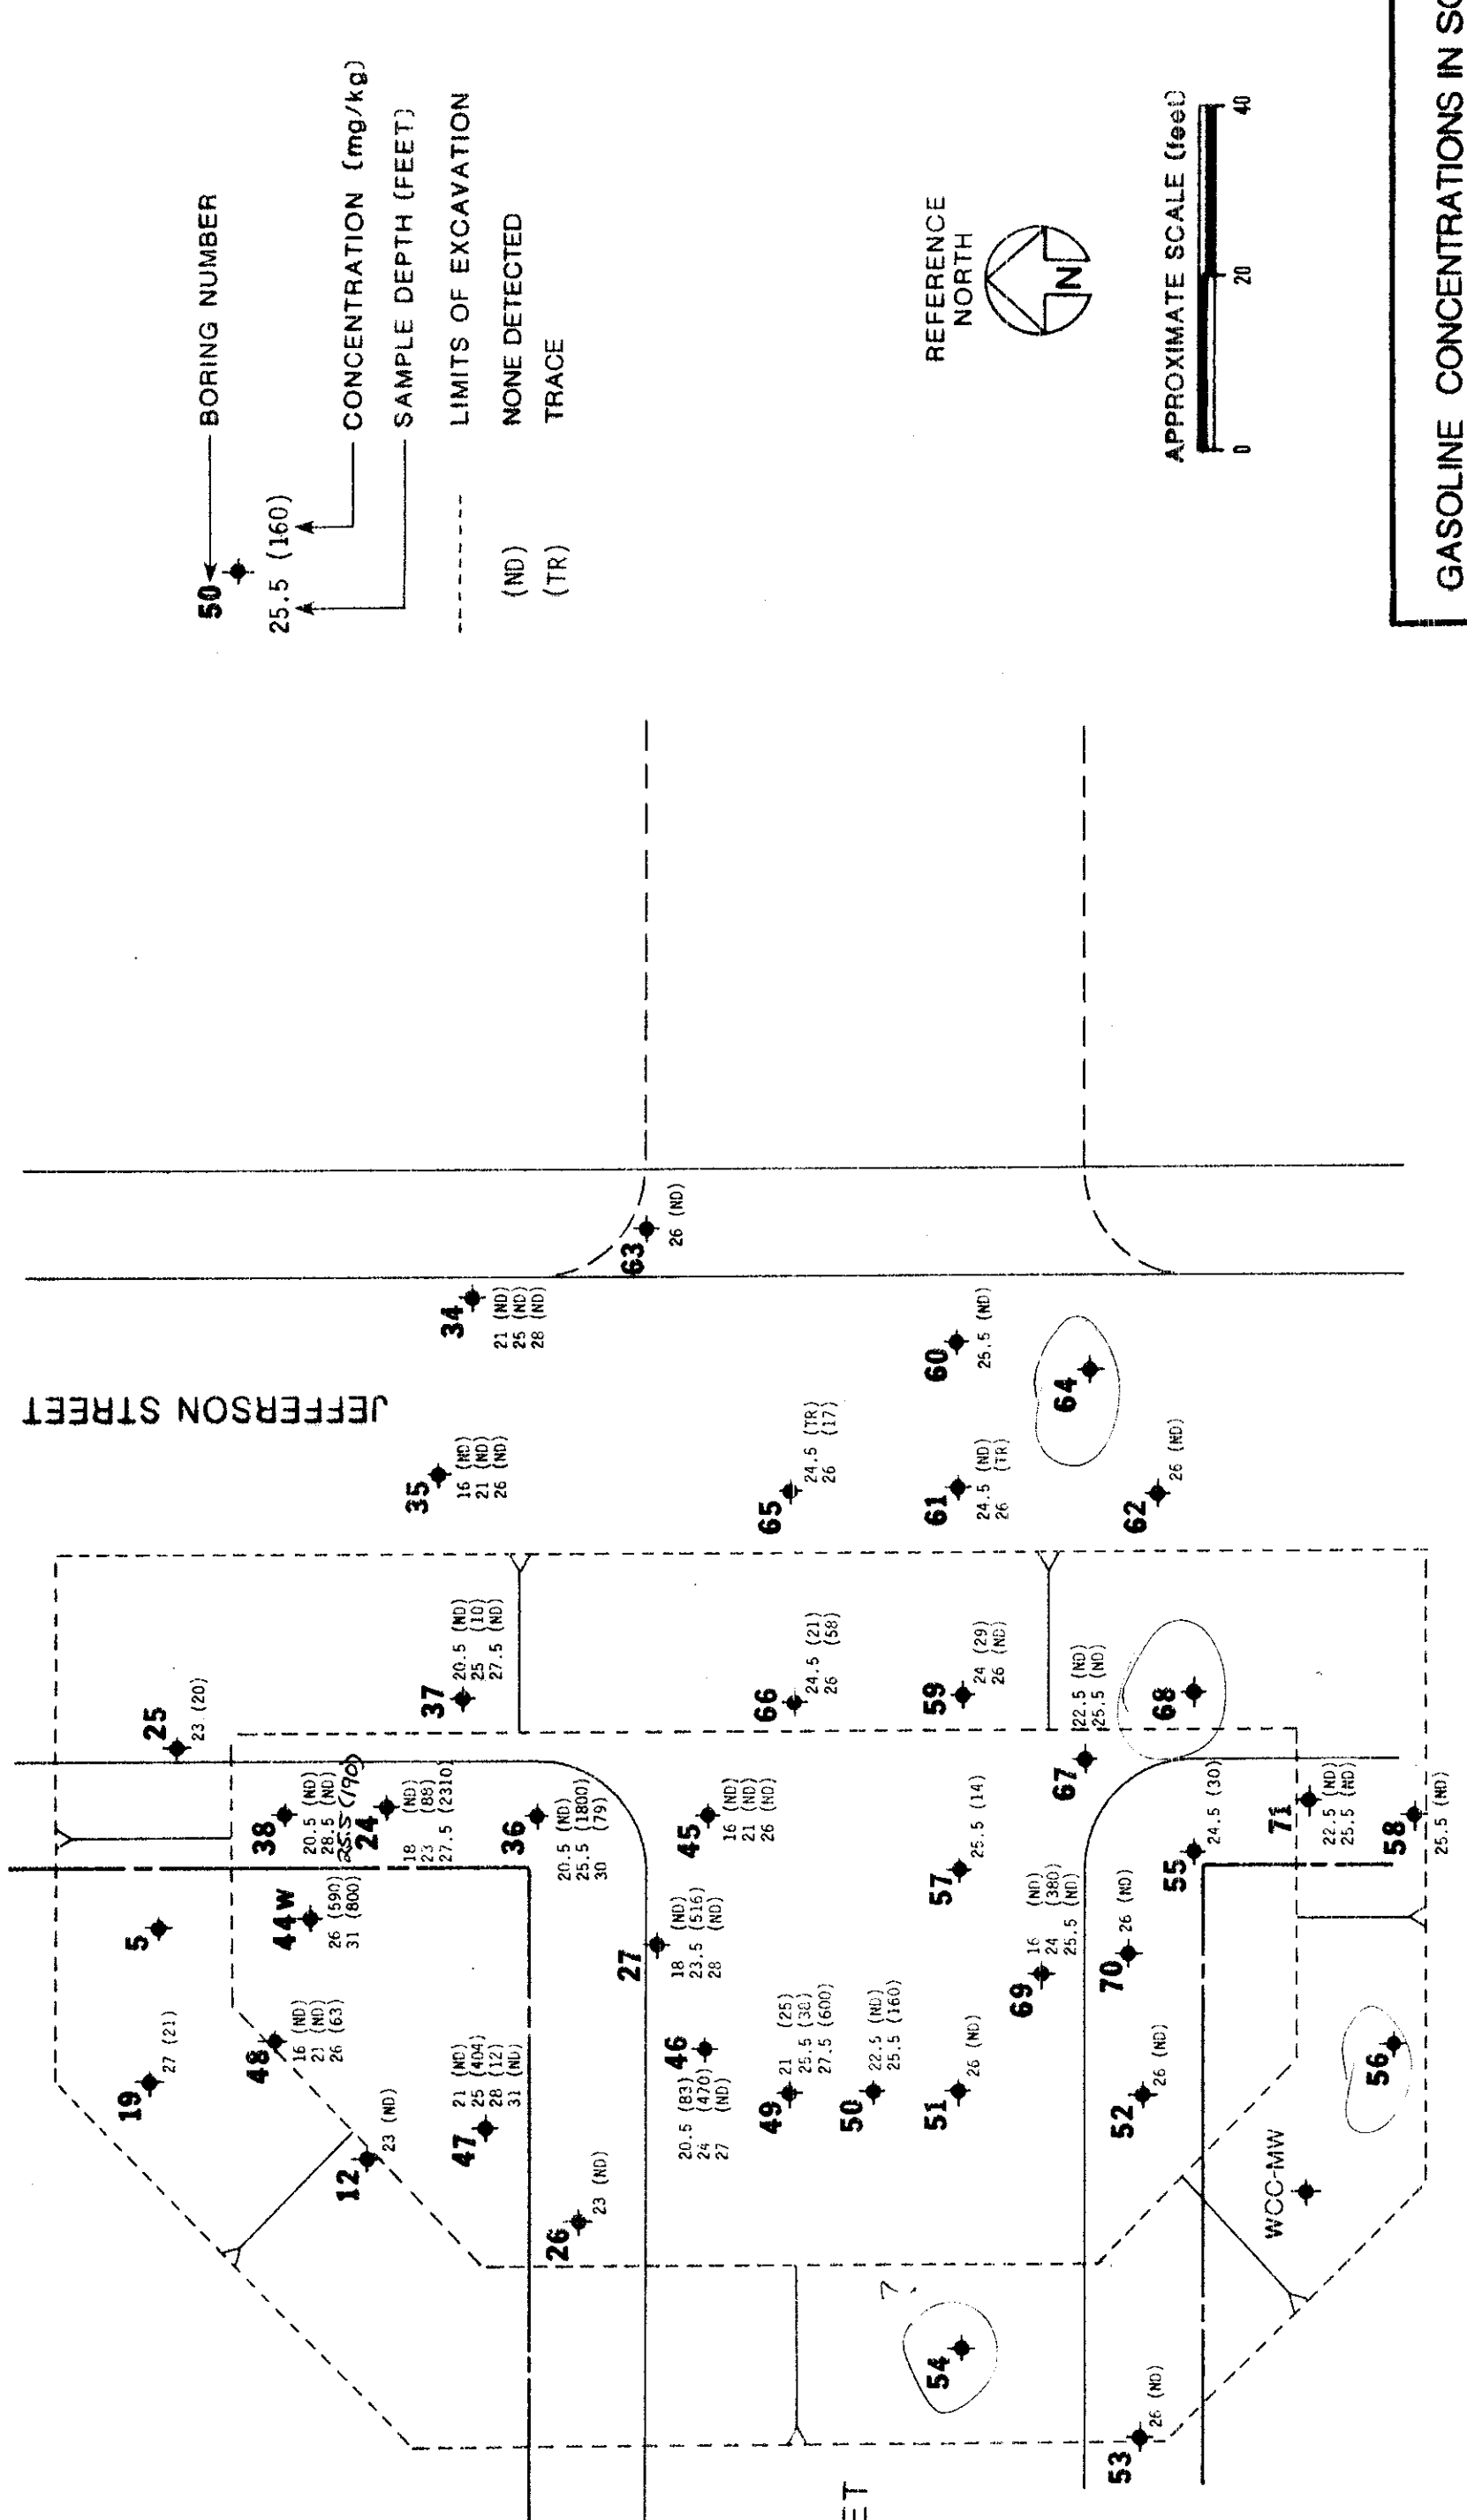 50
BORING NUMBER
25.5 (160)
CONCENTRATION (mg/kg)
SAMPLE DEPTH (FEET)
LIMITS OF EXCAVATION
(ND) NONE DETECTED
(TR) TRACE
REFERENCE
NORTH
N
APPROXIMATE SCALE (feet)
0 20 40
GASOLINE CONCENTRATIONS IN
JEFFERSON STREET
19
27 (21)
5
25
23 (20)
48
16 (ND)
21 (ND)
26 (63)
44W
26 (590)
31 (800)
38
20.5 (ND)
28.5 (ND)
25.5 (190)
12
23 (ND)
24
18 (ND)
23 (88)
27.5 (2310)
37
20.5 (ND)
25 (10)
27.5 (ND)
35
16 (ND)
21 (ND)
26 (ND)
34
21 (ND)
25 (ND)
28 (ND)
47
21 (ND)
25 (404)
28 (12)
31 (ND)
36
20.5 (ND)
25.5 (1800)
30 (79)
26
23 (ND)
27
18 (ND)
23.5 (516)
28 (ND)
63
26 (ND)
46
20.5 (83)
24 (470)
27 (ND)
45
16 (ND)
21 (ND)
26 (ND)
49
21 (25)
25.5 (38)
27.5 (600)
66
24.5 (21)
26 (58)
65
24.5 (TR)
26 (17)
50
22.5 (ND)
25.5 (160)
ET
54
?
51
26 (ND)
57
25.5 (14)
59
24 (29)
26 (ND)
61
24.5 (ND)
26 (TR)
60
25.5 (ND)
69
16 (ND)
24 (380)
25.5 (ND)
67
22.5 (ND)
25.5 (ND)
64
53
26 (ND)
52
26 (ND)
70
26 (ND)
55
24.5 (30)
68
62
26 (ND)
WCC-MW
71
22.5 (ND)
25.5 (ND)
56
58
25.5 (ND)